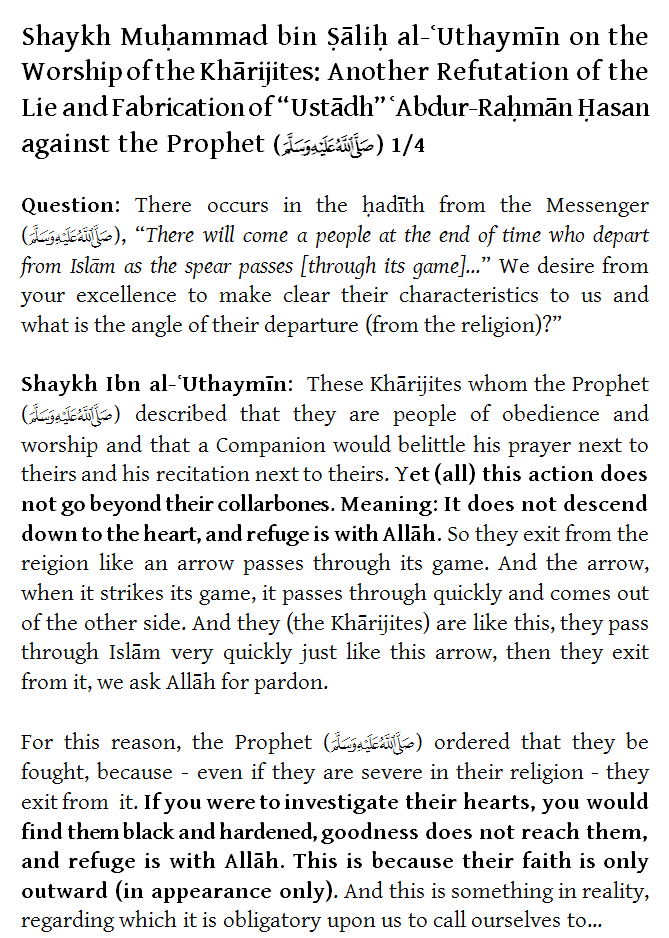 Shaykh Muḥammad bin Ṣāliḥ al-ʿUthaymīn on the
Worship of the Khārijites: Another Refutation of the
Lie and Fabrication of “Ustādh” ʿAbdur-Raḥmān Ḥasan
against the Prophet (صَلَّى اللَّهُ عَلَيْهِ وَسَلَّمَ) 1/4
Question: There occurs in the ḥadīth from the Messenger
(صَلَّى اللَّهُ عَلَيْهِ وَسَلَّمَ), “There will come a people at the end of time who depart
from Islām as the spear passes [through its game]...” We desire from
your excellence to make clear their characteristics to us and
what is the angle of their departure (from the religion)?”
Shaykh Ibn al-ʿUthaymīn: These Khārijites whom the Prophet
(صَلَّى اللَّهُ عَلَيْهِ وَسَلَّمَ) described that they are people of obedience and
worship and that a Companion would belittle his prayer next to
theirs and his recitation next to theirs. Yet (all) this action does
not go beyond their collarbones. Meaning: It does not descend
down to the heart, and refuge is with Allāh. So they exit from the
reigion like an arrow passes through its game. And the arrow,
when it strikes its game, it passes through quickly and comes out
of the other side. And they (the Khārijites) are like this, they pass
through Islām very quickly just like this arrow, then they exit
from it, we ask Allāh for pardon.
For this reason, the Prophet (صَلَّى اللَّهُ عَلَيْهِ وَسَلَّمَ) ordered that they be
fought, because - even if they are severe in their religion - they
exit from it. If you were to investigate their hearts, you would
find them black and hardened, goodness does not reach them,
and refuge is with Allāh. This is because their faith is only
outward (in appearance only). And this is something in reality,
regarding which it is obligatory upon us to call ourselves to...